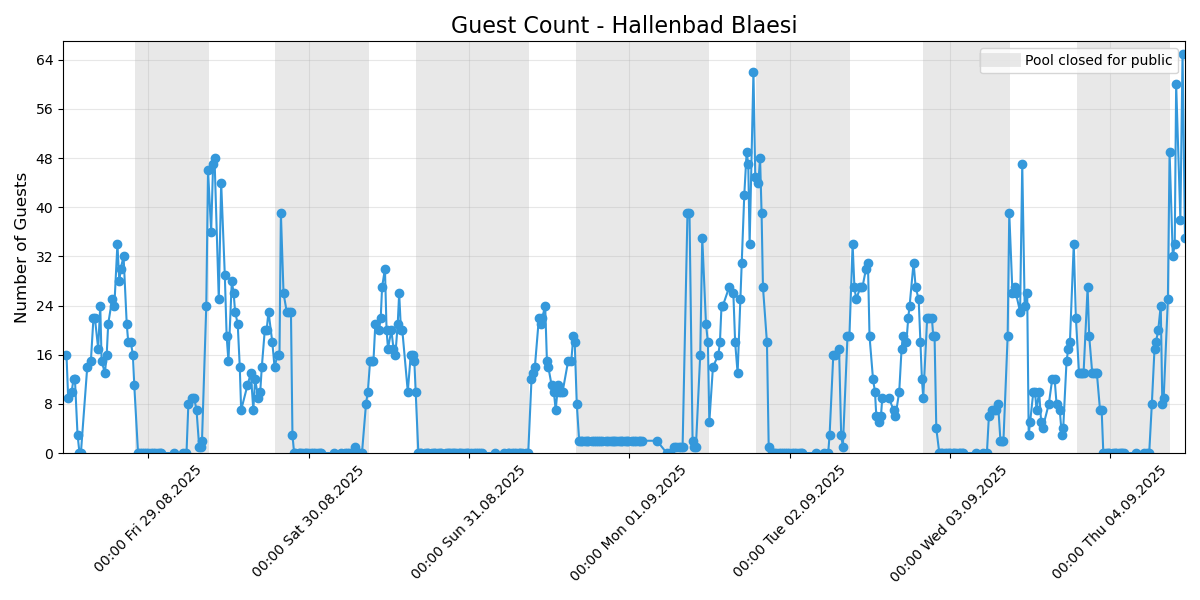 Guest Count - Hallenbad Blaesi
Pool closed for public
Number of Guests
64
56
48
40
32
24
16
8
0
00:00 Fri 29.08.2025
00:00 Sat 30.08.2025
00:00 Sun 31.08.2025
00:00 Mon 01.09.2025
00:00 Tue 02.09.2025
00:00 Wed 03.09.2025
00:00 Thu 04.09.2025